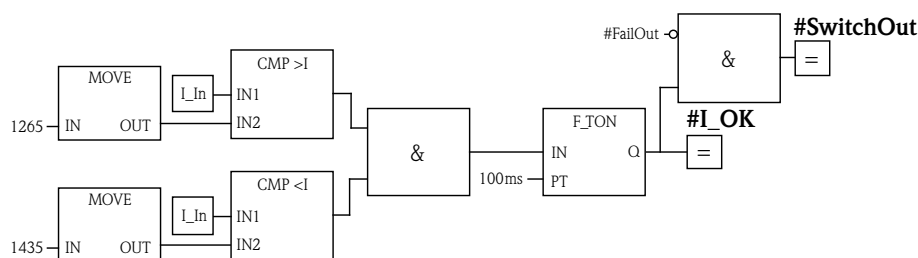 #SwitchOut
#FailOut
&
=
CMP >I
MOVE
I_In
IN1
1265
IN
OUT
IN2
#I_OK
F_TON
&
IN
Q
=
100ms
PT
CMP <I
MOVE
I_In
IN1
1435
IN
OUT
IN2